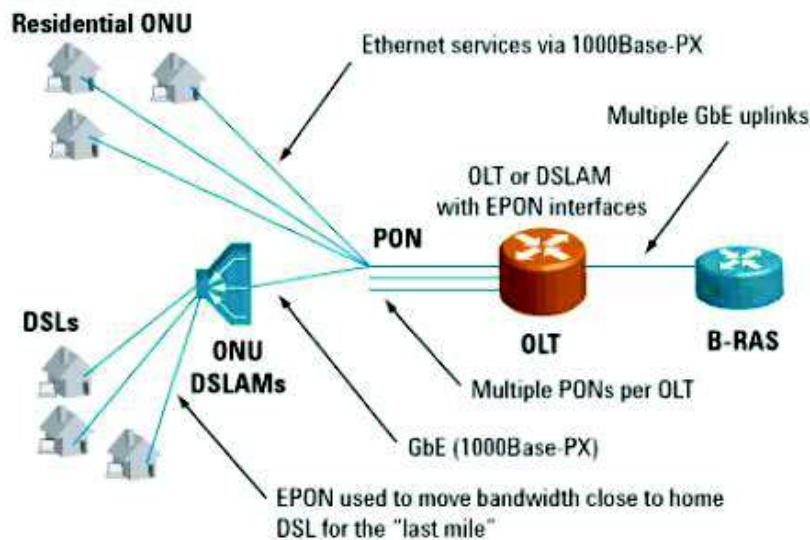 Residential ONU
Ethernet services via 1000Base-PX
Multiple GbE uplinks
OLT or DSLAM
with EPON interfaces
PON
DSLs
ONU
DSLAMs
OLT
B-RAS
Multiple PONs per OLT
GbE (1000Base-PX)
EPON used to move bandwidth close to home
DSL for the "last mile"